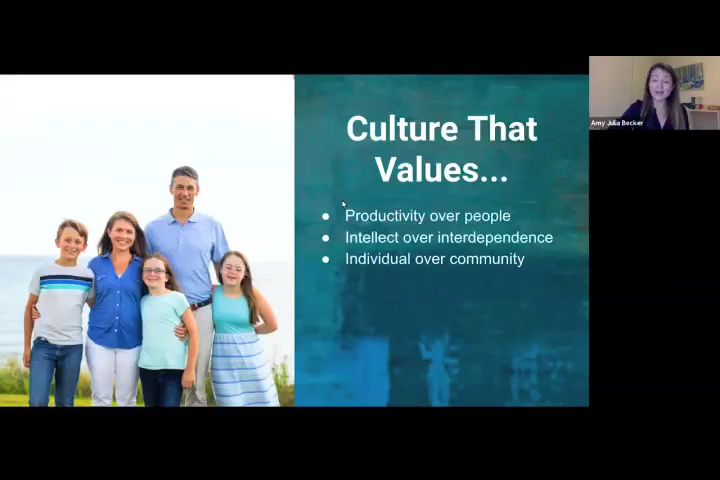 Culture That
Values...
● Productivity over people
● Intellect over interdependence
● Individual over community
Amy Julia Becker